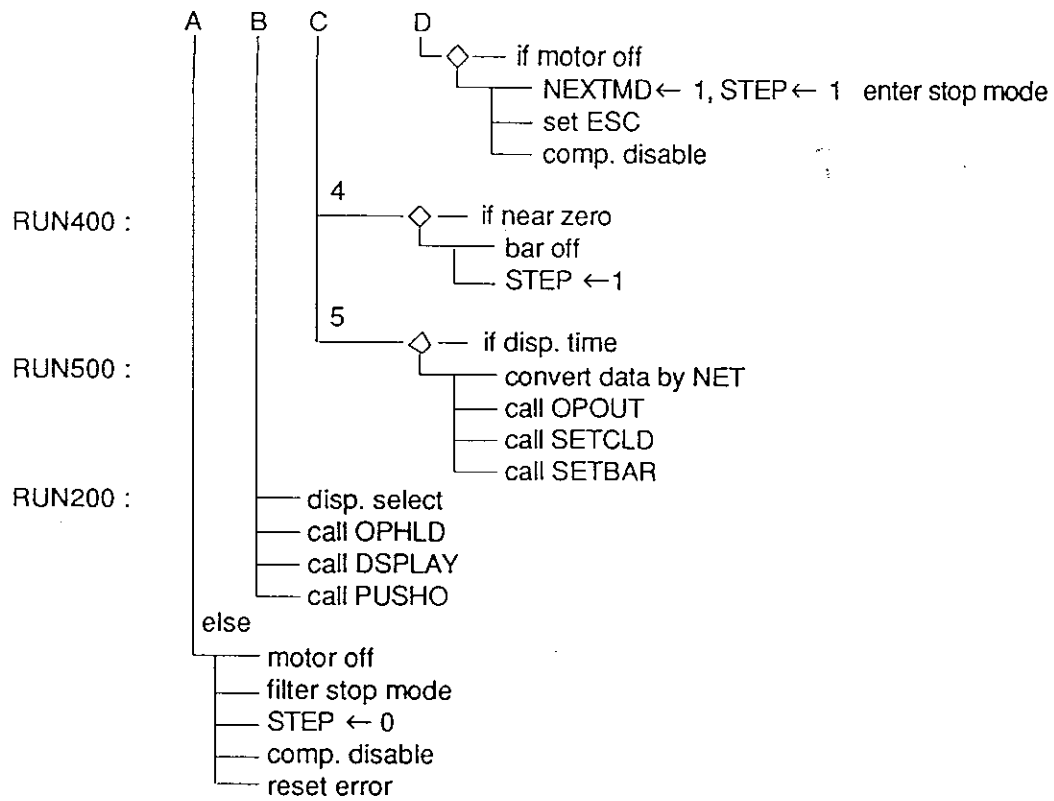 A B C D
if motor off
NEXTMD ← 1, STEP ← 1 enter stop mode
set ESC
comp. disable
4
RUN400 : if near zero
bar off
STEP ← 1
5
if disp. time
RUN500 : convert data by NET
call OPOUT
call SETCLD
call SETBAR
RUN200 : disp. select
call OPHLD
call DSPLAY
call PUSHO
else
motor off
filter stop mode
STEP ← 0
comp. disable
reset error